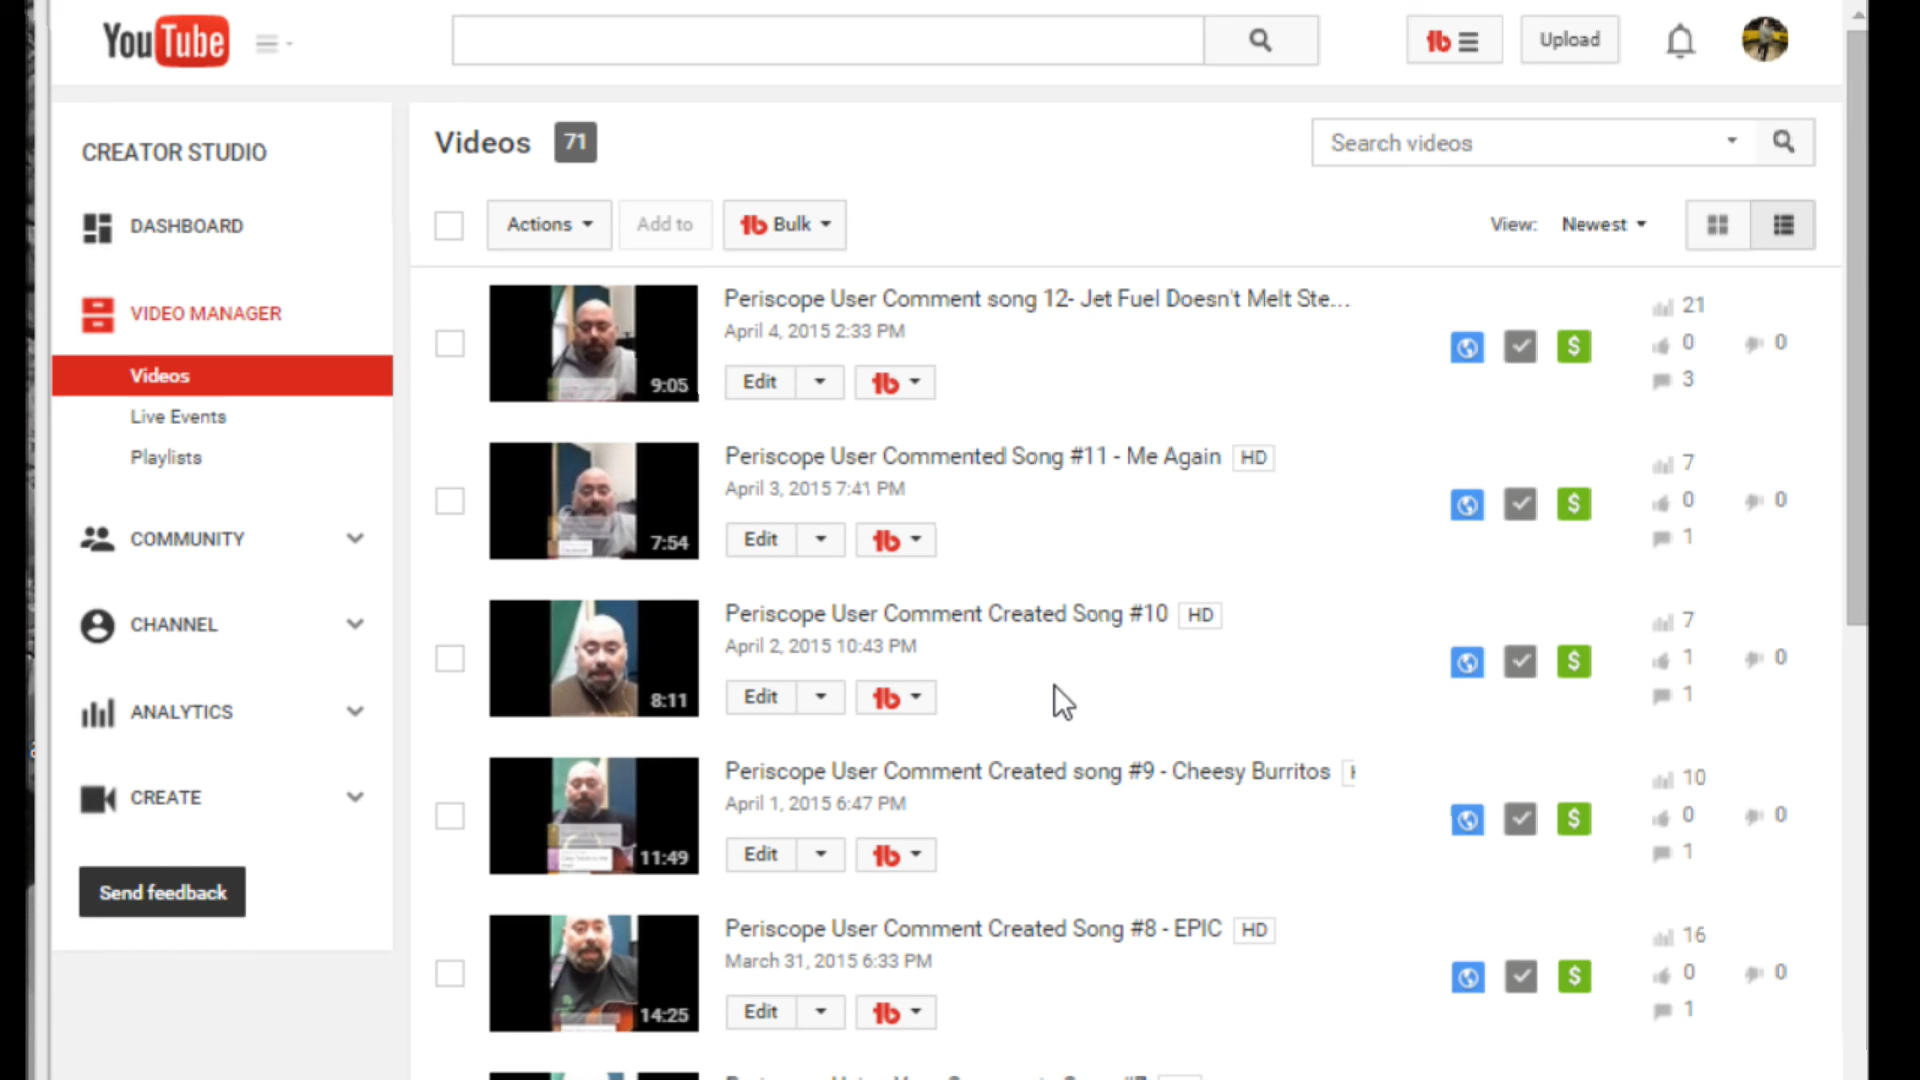 YouTube
Upload
CREATOR STUDIO
DASHBOARD
VIDEO MANAGER
Videos
Live Events
Playlists
COMMUNITY
CHANNEL
ANALYTICS
CREATE
Send feedback
Videos 71
Search videos
Actions Add to Bulk
View: Newest
Periscope User Comment song 12- Jet Fuel Doesn't Melt Ste...
April 4, 2015 2:33 PM
9:05
Edit
21
0 0
3
Periscope User Commented Song #11 - Me Again HD
April 3, 2015 7:41 PM
7:54
Edit
7
0 0
1
Periscope User Comment Created Song #10 HD
April 2, 2015 10:43 PM
8:11
Edit
7
1 0
1
Periscope User Comment Created song #9 - Cheesy Burritos
April 1, 2015 6:47 PM
11:49
Edit
10
0 0
1
Periscope User Comment Created Song #8 - EPIC HD
March 31, 2015 6:33 PM
14:25
Edit
16
0 0
1